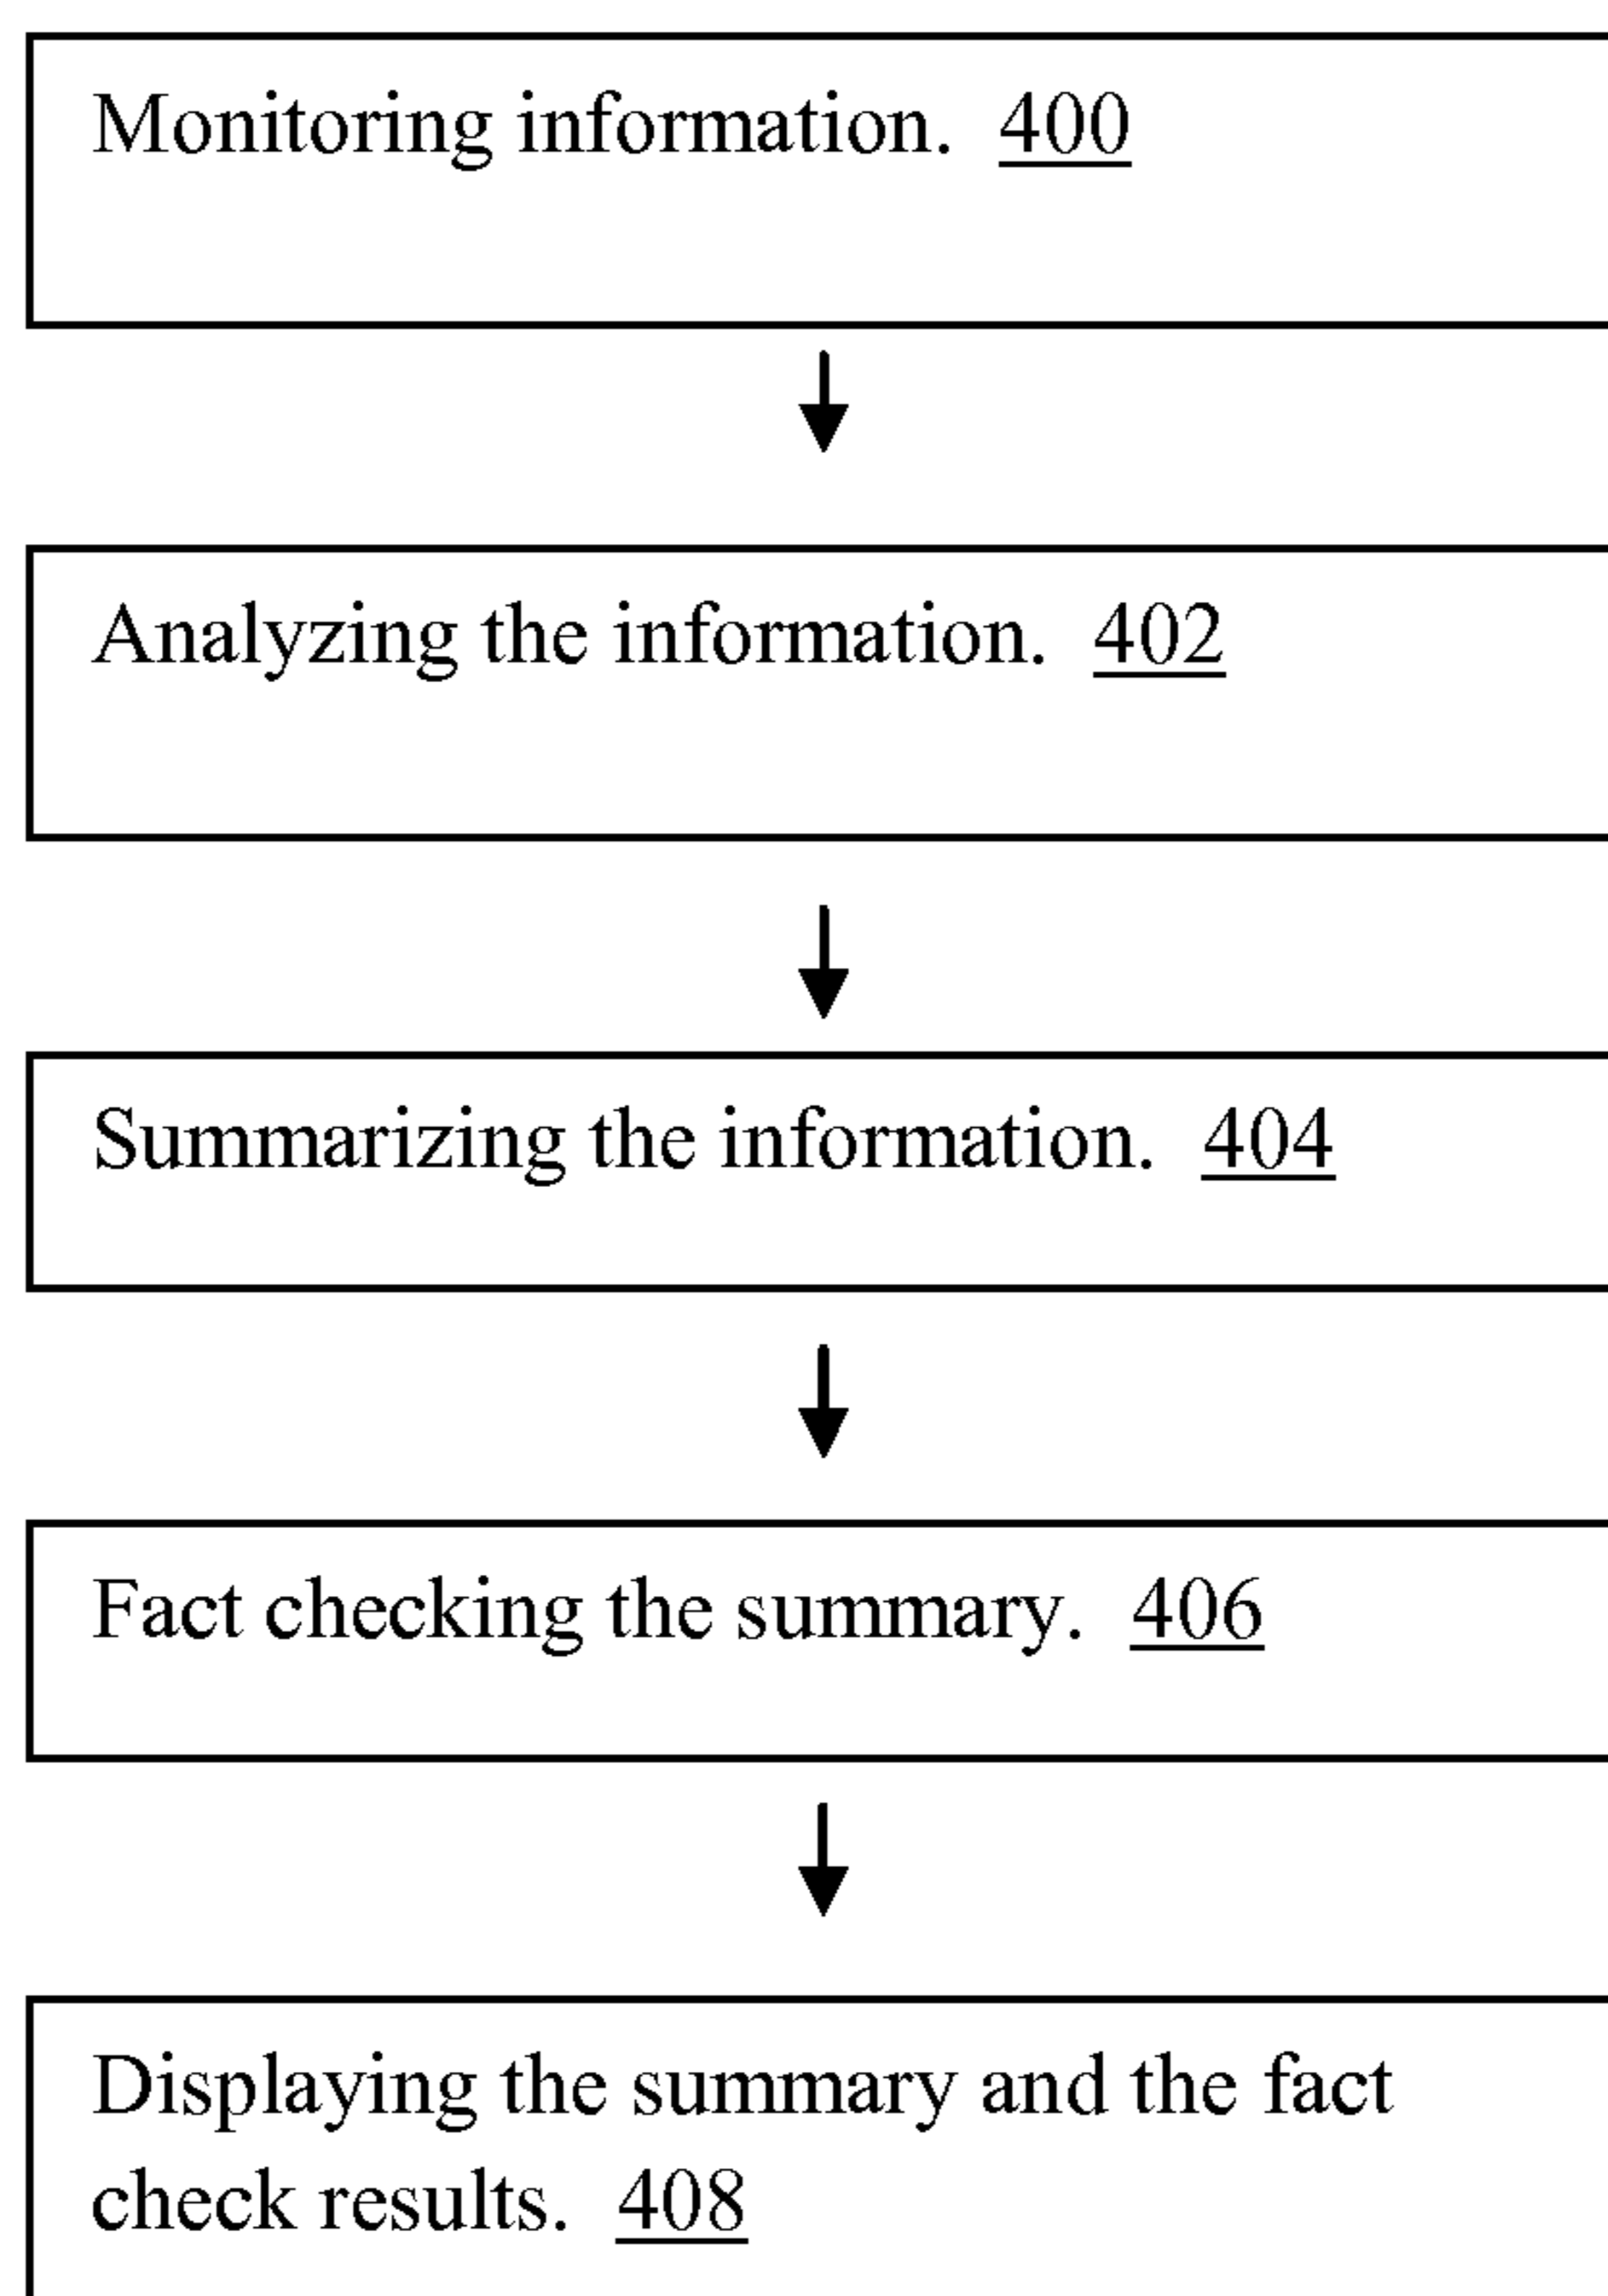 Monitoring information. 400
Analyzing the information. 402
Summarizing the information. 404
Fact checking the summary. 406
Displaying the summary and the fact
check results. 408